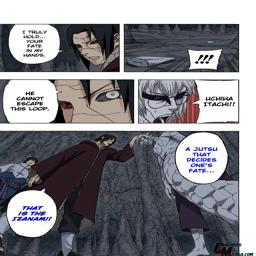 !!!
I TRULY
HOLD...
YOUR
FATE IN
MY HANDS.
UCHIHA
ITACHI!!
HE
CANNOT
ESCAPE
THIS LOOP.
A JUTSU
THAT
DECIDES
ONE'S
FATE...
THAT
IS THE
IZANAMI!!